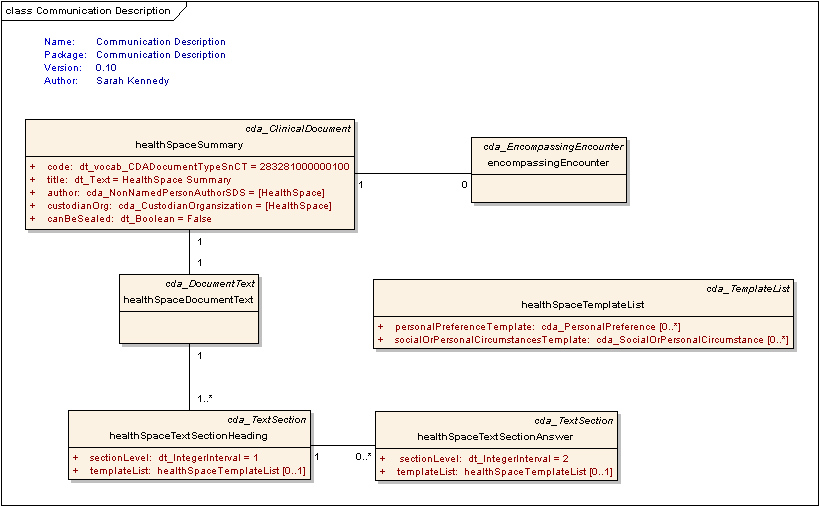 class Communication Description
Name: Communication Description
Package: Communication Description
Version: 0.10
Author: Sarah Kennedy
cda_ClinicalDocument
healthSpaceSummary
+ code: dt_vocab_CDADocumentTypeSnCT = 283281000000100
+ title: dt_Text = HealthSpace Summary
+ author: cda_NonNamedPersonAuthorSDS = [HealthSpace]
+ custodianOrg: cda_CustodianOrgansization = [HealthSpace]
+ canBeSealed: dt_Boolean = False
cda_EncompassingEncounter
encompassingEncounter
1
0
1
1
cda_DocumentText
healthSpaceDocumentText
cda_TemplateList
healthSpaceTemplateList
+ personalPreferenceTemplate: cda_PersonalPreference [0..*]
+ socialOrPersonalCircumstancesTemplate: cda_SocialOrPersonalCircumstance [0..*]
1
1..*
cda_TextSection
healthSpaceTextSectionHeading
+ sectionLevel: dt_IntegerInterval = 1
+ templateList: healthSpaceTemplateList [0..1]
1
0..*
cda_TextSection
healthSpaceTextSectionAnswer
+ sectionLevel: dt_IntegerInterval = 2
+ templateList: healthSpaceTemplateList [0..1]